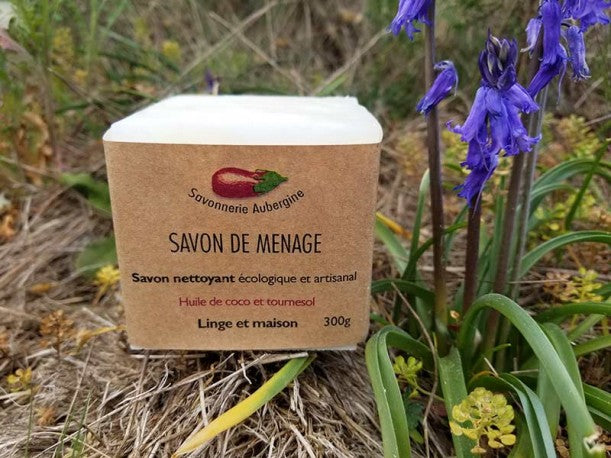 Savonnerie Aubergine
SAVON DE MENAGE
Savon nettoyant écologique et artisanal
Huile de coco et tournesol
Linge et maison 300g